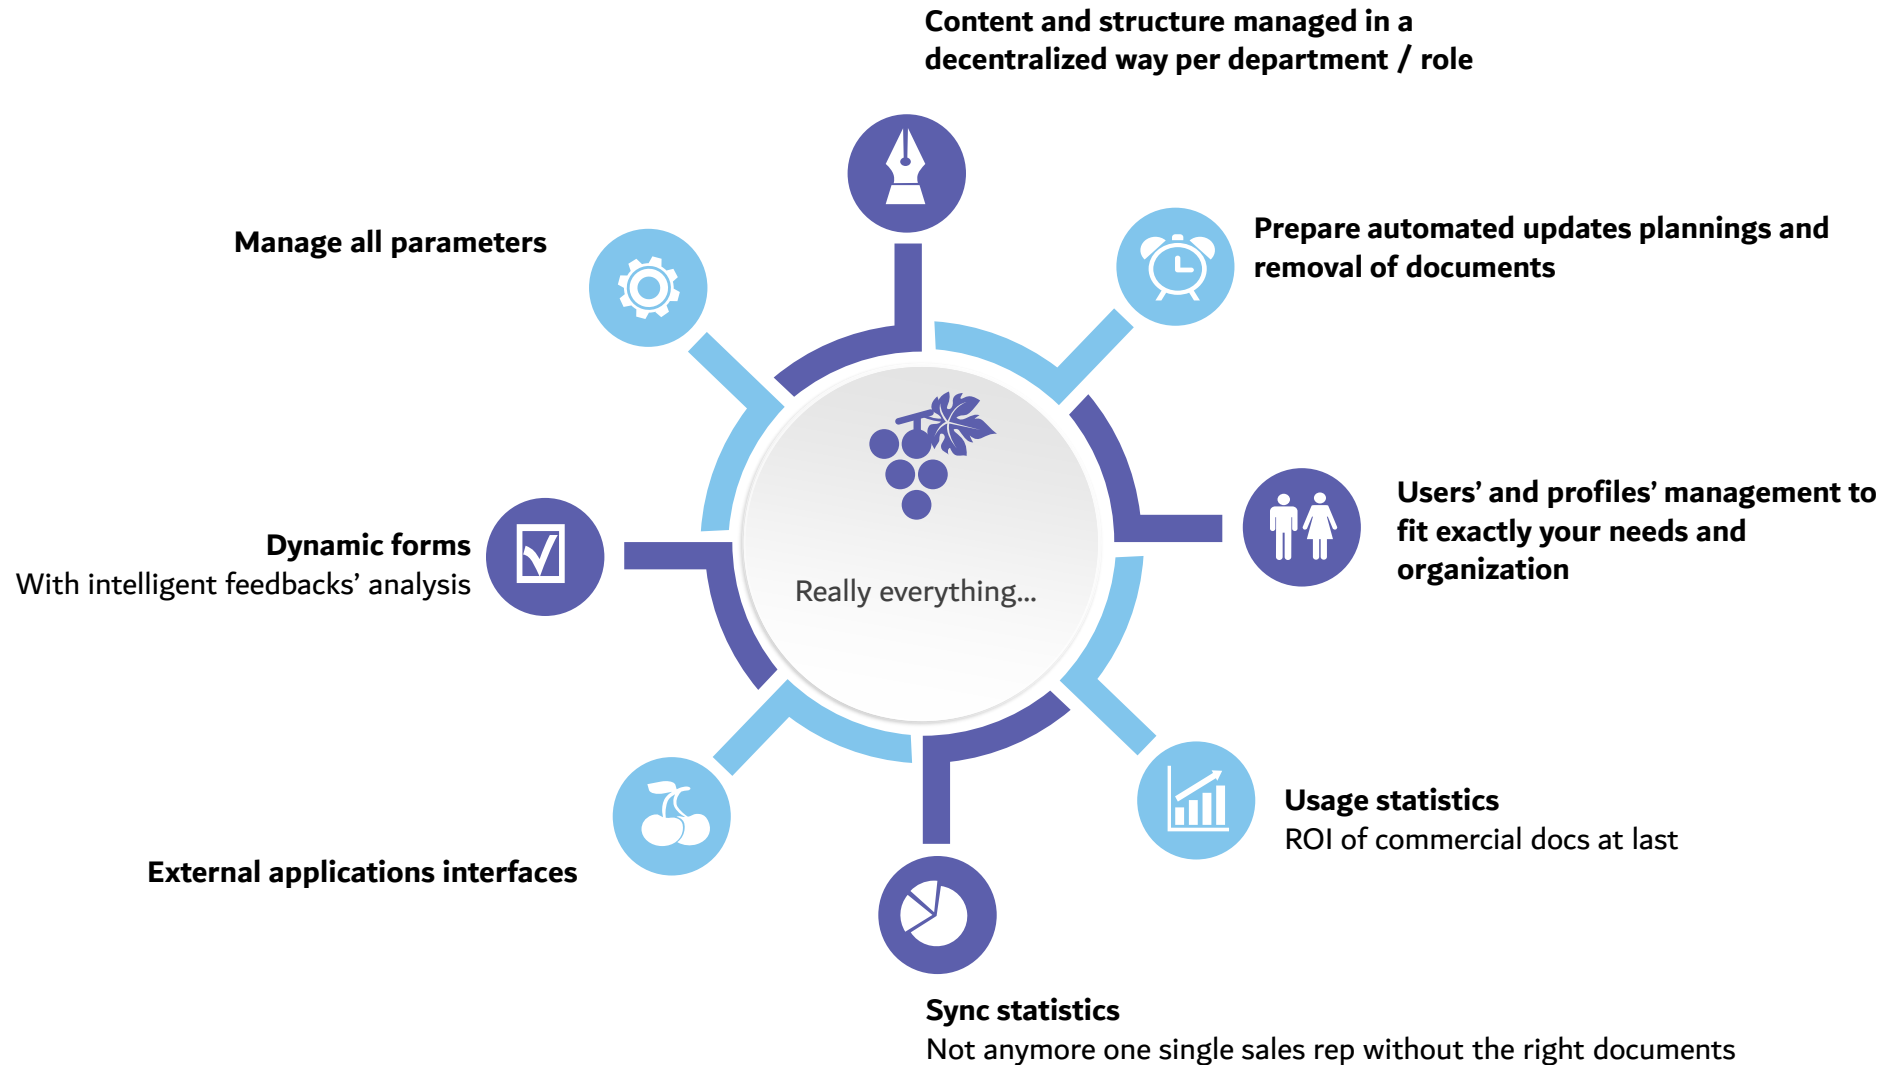 Content and structure managed in a
decentralized way per department / role
Manage all parameters
Prepare automated updates plannings and
removal of documents
Users’ and profiles’ management to
fit exactly your needs and
organization
Dynamic forms
With intelligent feedbacks’ analysis
Really everything...
Usage statistics
ROI of commercial docs at last
External applications interfaces
Sync statistics
Not anymore one single sales rep without the right documents